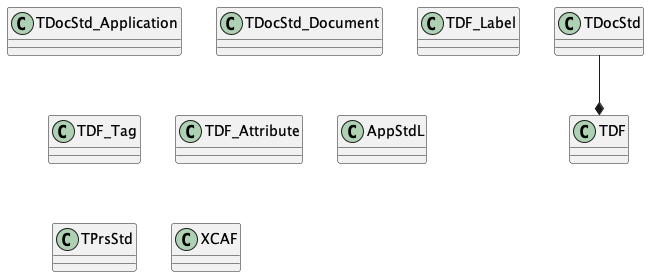 C TDocStd_Application
C TDocStd_Document
C TDF_Label
C TDocStd
C TDF_Tag
C TDF_Attribute
C AppStdL
C TDF
C TPrsStd
C XCAF